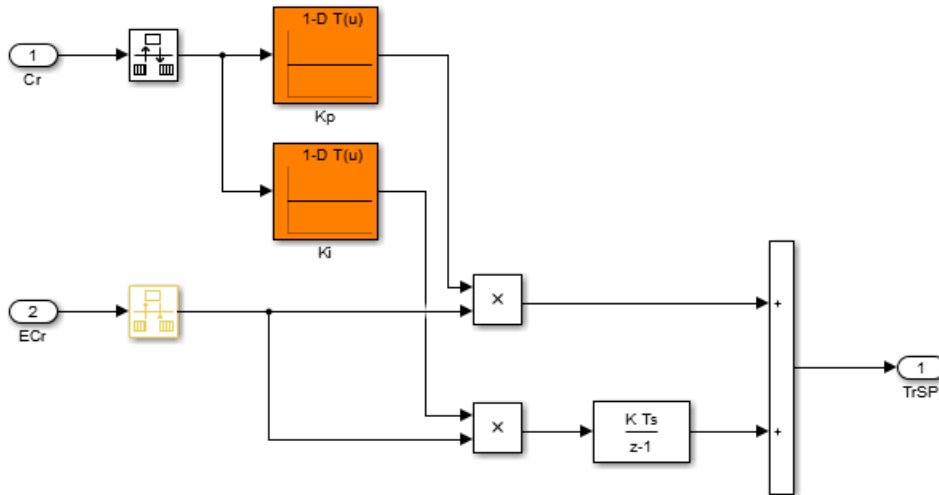 1
Cr
1-D T(u)
Kp
1-D T(u)
Ki
2
ECr
×
+
×
K Ts
z-1
+
1
TrSP